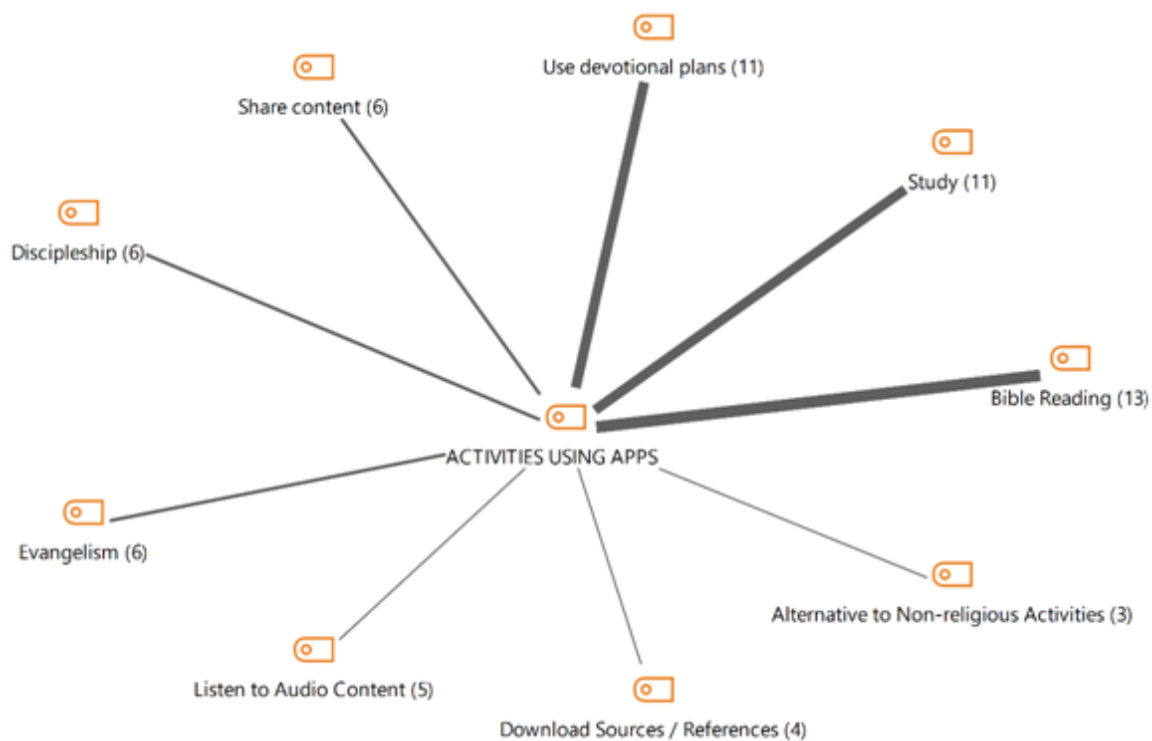 Use devotional plans (11)
Share content (6)
Study (11)
Discipleship (6)
Bible Reading (13)
ACTIVITIES USING APPS
Evangelism (6)
Alternative to Non-religious Activities (3)
Listen to Audio Content (5)
Download Sources / References (4)